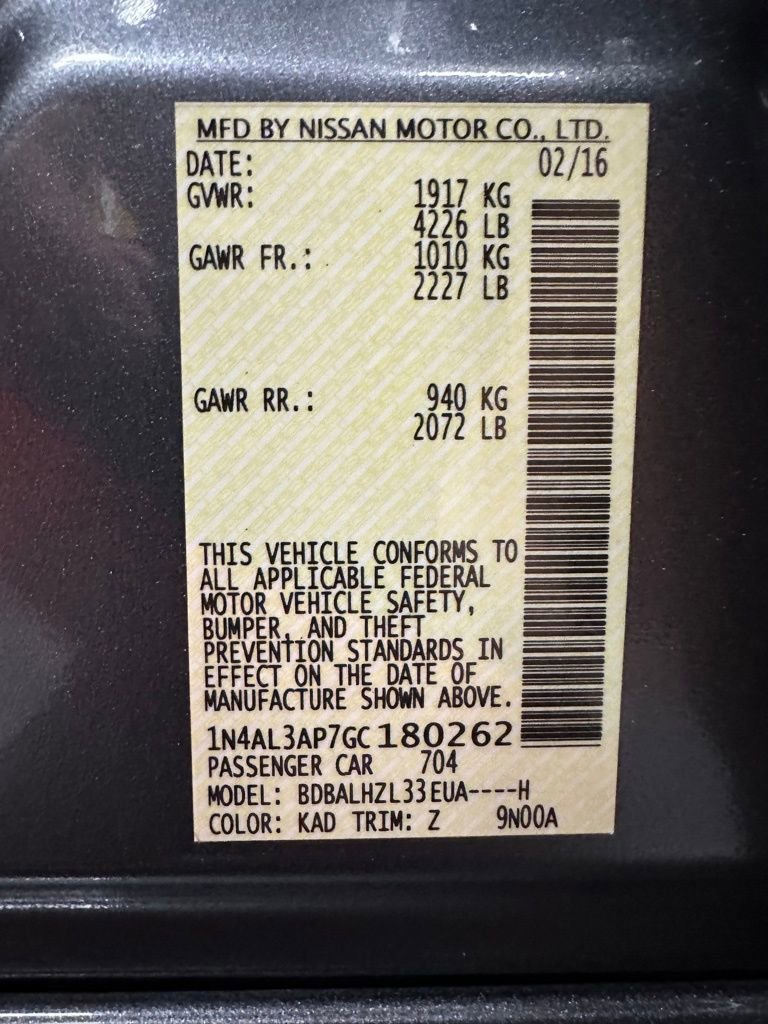 MFD BY NISSAN MOTOR CO., LTD.
DATE: 02/16
GVWR: 1917 KG
4226 LB
GAWR FR.: 1010 KG
2227 LB
GAWR RR.: 940 KG
2072 LB
THIS VEHICLE CONFORMS TO
ALL APPLICABLE FEDERAL
MOTOR VEHICLE SAFETY,
BUMPER, AND THEFT
PREVENTION STANDARDS IN
EFFECT ON THE DATE OF
MANUFACTURE SHOWN ABOVE.
1N4AL3AP7GC180262
PASSENGER CAR 704
MODEL: BDBALHZL33EUA----H
COLOR: KAD TRIM: Z 9N00A